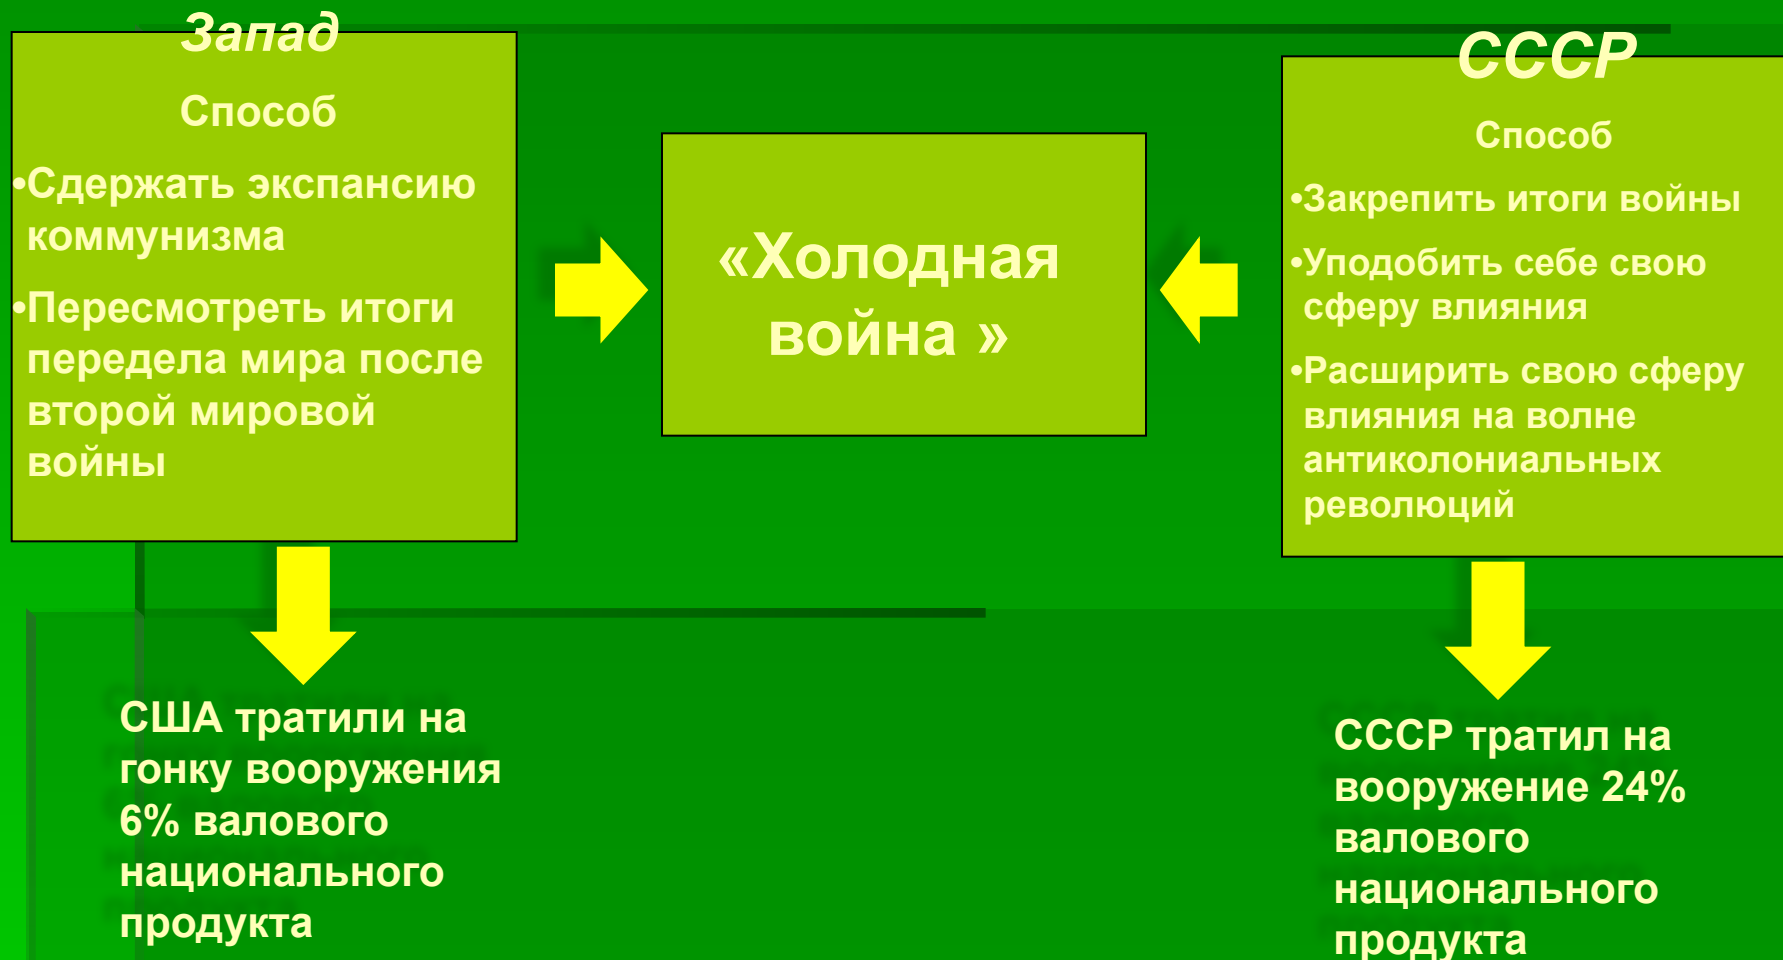 Запад
Способ
•Сдержать экспансию
коммунизма
•Пересмотреть итоги
передела мира после
второй мировой
войны
«Холодная
война »
СССР
Способ
•Закрепить итоги войны
•Уподобить себе свою
сферу влияния
•Расширить свою сферу
влияния на волне
антиколониальных
революций
США тратили на
гонку вооружения
6% валового
национального
продукта
СССР тратил на
вооружение 24%
валового
национального
продукта